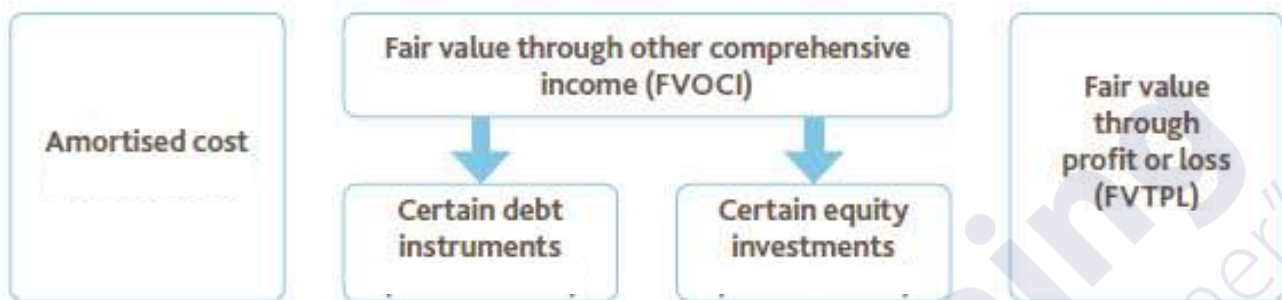 Amortised cost
Fair value through other comprehensive
income (FVOCI)
Certain debt
instruments
Certain equity
investments
Fair value
through
profit or loss
(FVTPL)